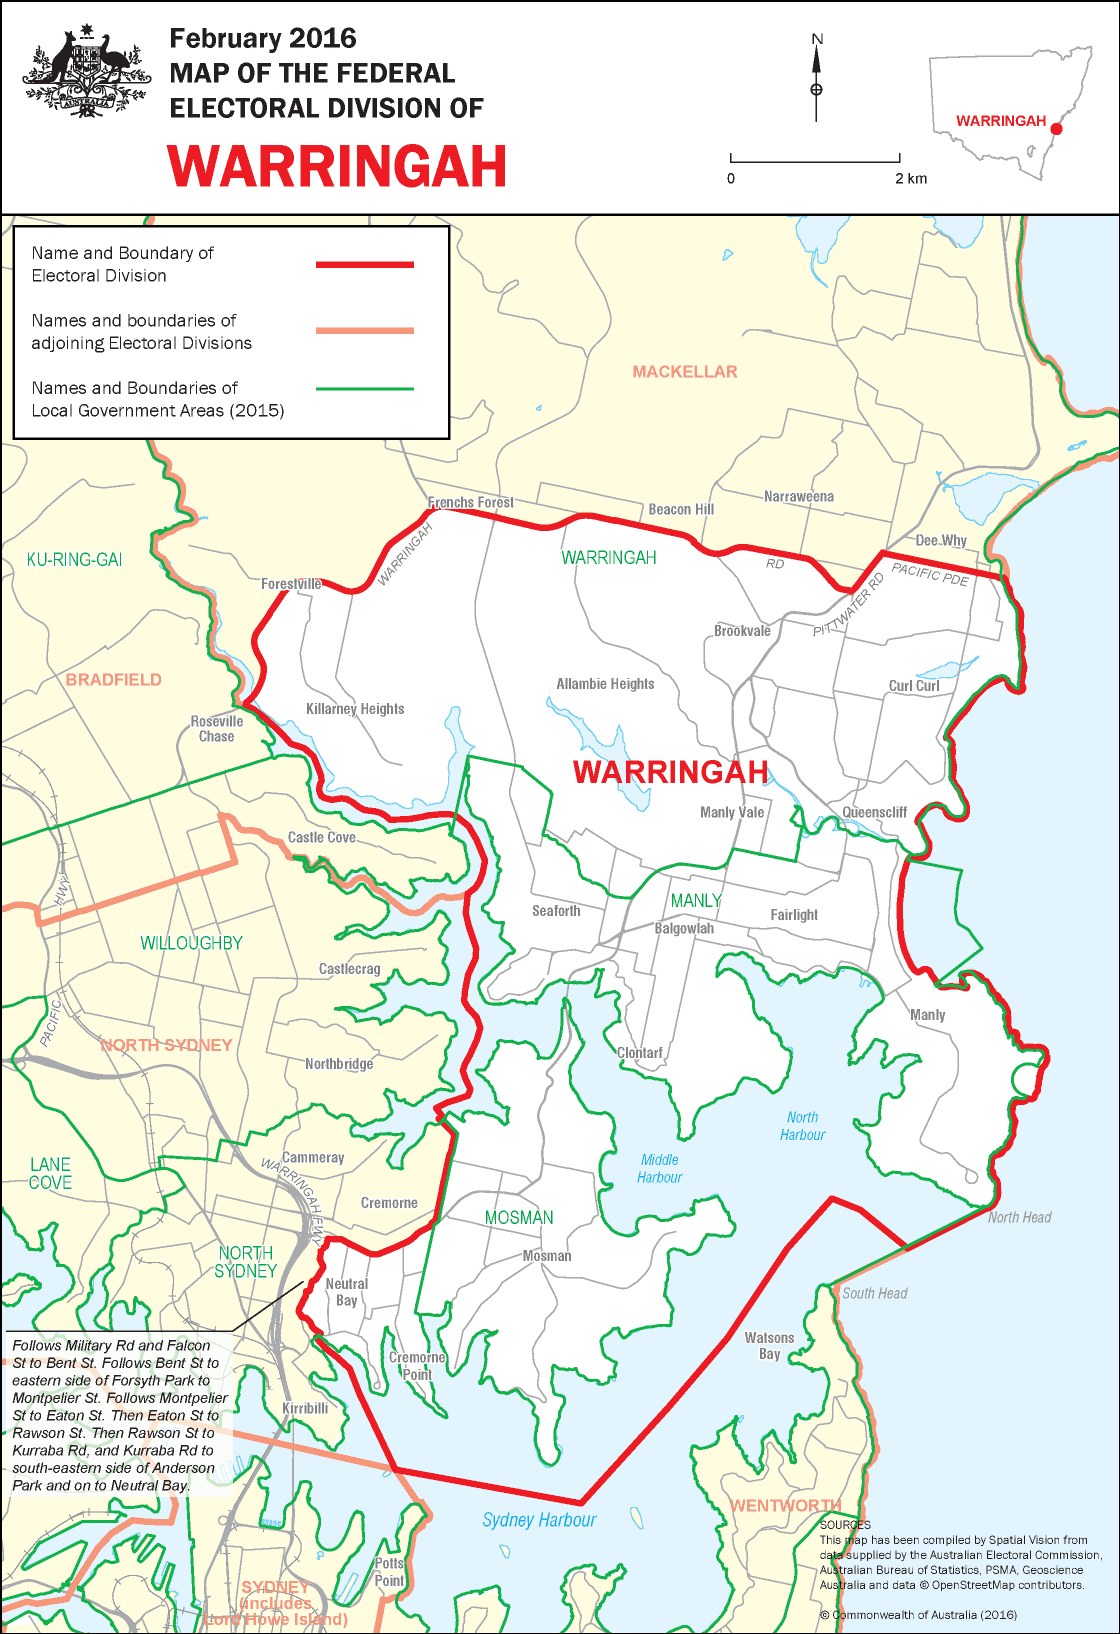 February 2016
MAP OF THE FEDERAL
ELECTORAL DIVISION OF
WARRINGAH
AUSTRALIA
N
0
2 km
WARRINGAH
Name and Boundary of
Electoral Division
Names and boundaries of
adjoining Electoral Divisions
Names and Boundaries of
Local Government Areas (2015)
MACKELLAR
Narraweena
Frenchs Forest
Beacon Hill
Dee Why
KU-RING-GAI
WARRINGAH
WARRINGAH
RD
PACIFIC PDE
Forestville
PITTWATER RD
Brookvale
BRADFIELD
Allambie Heights
Curl Curl
Killarney Heights
Roseville
Chase
WARRINGAH
Manly Vale
Queenscliff
Castle Cove
HWY
MANLY
Seaforth
Fairlight
Balgowlah
WILLOUGHBY
Castlecrag
PACIFIC
Manly
NORTH SYDNEY
Clontarf
Northbridge
North
Harbour
Middle
Harbour
Cammeray
LANE
COVE
WARRINGAH FWY
Cremorne
MOSMAN
North Head
Mosman
NORTH
SYDNEY
Neutral
Bay
South Head
Watsons
Bay
Cremorne
Point
Follows Military Rd and Falcon
St to Bent St. Follows Bent St to
eastern side of Forsyth Park to
Montpelier St. Follows Montpelier
St to Eaton St. Then Eaton St to
Rawson St. Then Rawson St to
Kurraba Rd, and Kurraba Rd to
south-eastern side of Anderson
Park and on to Neutral Bay.
Kirribilli
WENTWORTH
Sydney Harbour
Potts
Point
SYDNEY
(includes
Lord Howe Island)
SOURCES
This map has been compiled by Spatial Vision from
data supplied by the Australian Electoral Commission,
Australian Bureau of Statistics, PSMA, Geoscience
Australia and data © OpenStreetMap contributors.
© Commonwealth of Australia (2016)